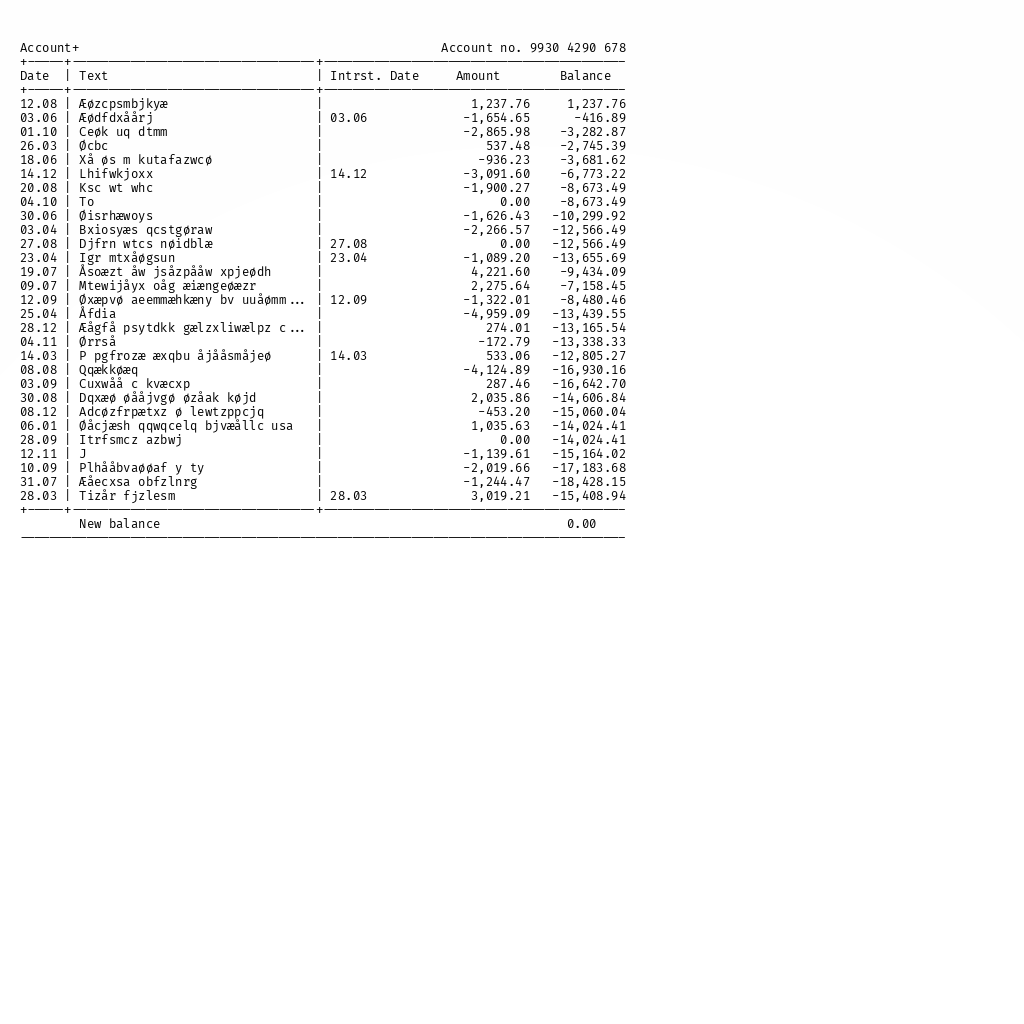 Account+ Account no. 9930 4290 678
+-----+---------------------------------+-----------------------------------------
Date | Text | Intrst. Date Amount Balance
+-----+---------------------------------+-----------------------------------------
12.08 | Æøzcpsmbjkyæ | 1,237.76 1,237.76
03.06 | Æødfdxåårj | 03.06 -1,654.65 -416.89
01.10 | Ceøk uq dtmm | -2,865.98 -3,282.87
26.03 | Øcbc | 537.48 -2,745.39
18.06 | Xå øs m kutafazwcø | -936.23 -3,681.62
14.12 | Lhifwkjoxx | 14.12 -3,091.60 -6,773.22
20.08 | Ksc wt whc | -1,900.27 -8,673.49
04.10 | To | 0.00 -8,673.49
30.06 | Øisrhæwoys | -1,626.43 -10,299.92
03.04 | Bxiosyæs qcstgøraw | -2,266.57 -12,566.49
27.08 | Djfrn wtcs nøidblæ | 27.08 0.00 -12,566.49
23.04 | Igr mtxåøgsun | 23.04 -1,089.20 -13,655.69
19.07 | Åsoæzt åw jsåzpååw xpjeødh | 4,221.60 -9,434.09
09.07 | Mtewijåyx oåg æiængeøæzr | 2,275.64 -7,158.45
12.09 | Øxæpvø aeemmæhkæny bv uuåømm... | 12.09 -1,322.01 -8,480.46
25.04 | Åfdia | -4,959.09 -13,439.55
28.12 | Æågfå psytdkk gælzxliwælpz c... | 274.01 -13,165.54
04.11 | Ørrså | -172.79 -13,338.33
14.03 | P pgfrozæ æxqbu åjååsmåjeø | 14.03 533.06 -12,805.27
08.08 | Qqækkøæq | -4,124.89 -16,930.16
03.09 | Cuxwåå c kvæcxp | 287.46 -16,642.70
30.08 | Dqxæø øååjvgø øzåak køjd | 2,035.86 -14,606.84
08.12 | Adcøzfrpætxz ø lewtzppcjq | -453.20 -15,060.04
06.01 | Øåcjæsh qqwqcelq bjvæållc usa | 1,035.63 -14,024.41
28.09 | Itrfsmcz azbwj | 0.00 -14,024.41
12.11 | J | -1,139.61 -15,164.02
10.09 | Plhååbvaøøaf y ty | -2,019.66 -17,183.68
31.07 | Æåecxsa obfzlnrg | -1,244.47 -18,428.15
28.03 | Tizår fjzlesm | 28.03 3,019.21 -15,408.94
+-----+---------------------------------+-----------------------------------------
New balance 0.00
----------------------------------------------------------------------------------